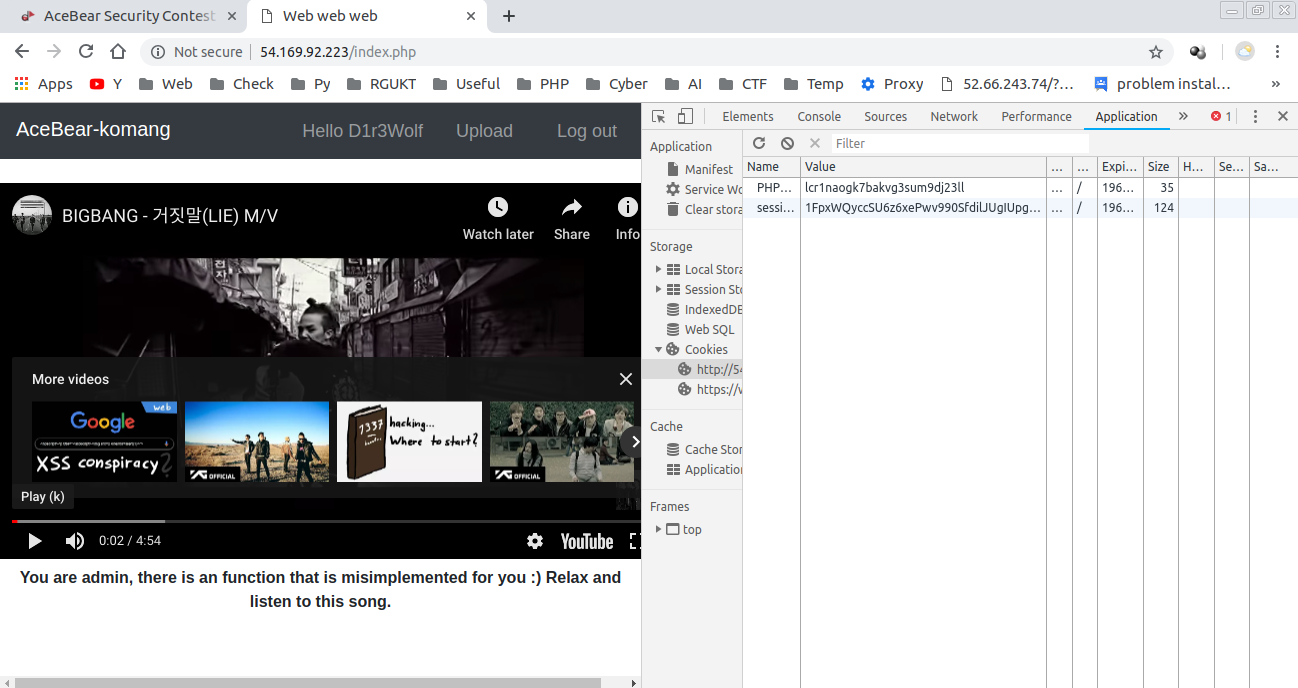 AceBear Security Contest
Web web web
Not secure
54.169.92.223/index.php
Apps
Y
Web
Check
Py
RGUKT
Useful
PHP
Cyber
AI
CTF
Temp
Proxy
52.66.243.74/?…
problem instal…
»
AceBear-komang
Hello D1r3Wolf
Upload
Log out
BIGBANG - 거짓말(LIE) M/V
Watch later
Share
Info
More videos
web
Google
XSS conspiracy?
YG OFFICIAL
1337
hacking...
Where to start?
YG OFFICIAL
Play (k)
0:02 / 4:54
YouTube
You are admin, there is an function that is misimplemented for you :) Relax and
listen to this song.
Elements
Console
Sources
Network
Performance
Application
»
1
Application
Manifest
Service Wo
Clear stora
Storage
Local Stora
Session Sto
IndexedDB
Web SQL
Cookies
http://54
https://w
Cache
Cache Stor
Application
Frames
top
Filter
Name Value ... ... Expi... Size H... Se... Sa...
PHP... lcr1naogk7bakvg3sum9dj23ll ... / 196... 35
sessi... 1FpxWQyccSU6z6xePwv990SfdilJUgIUpg... ... / 196... 124